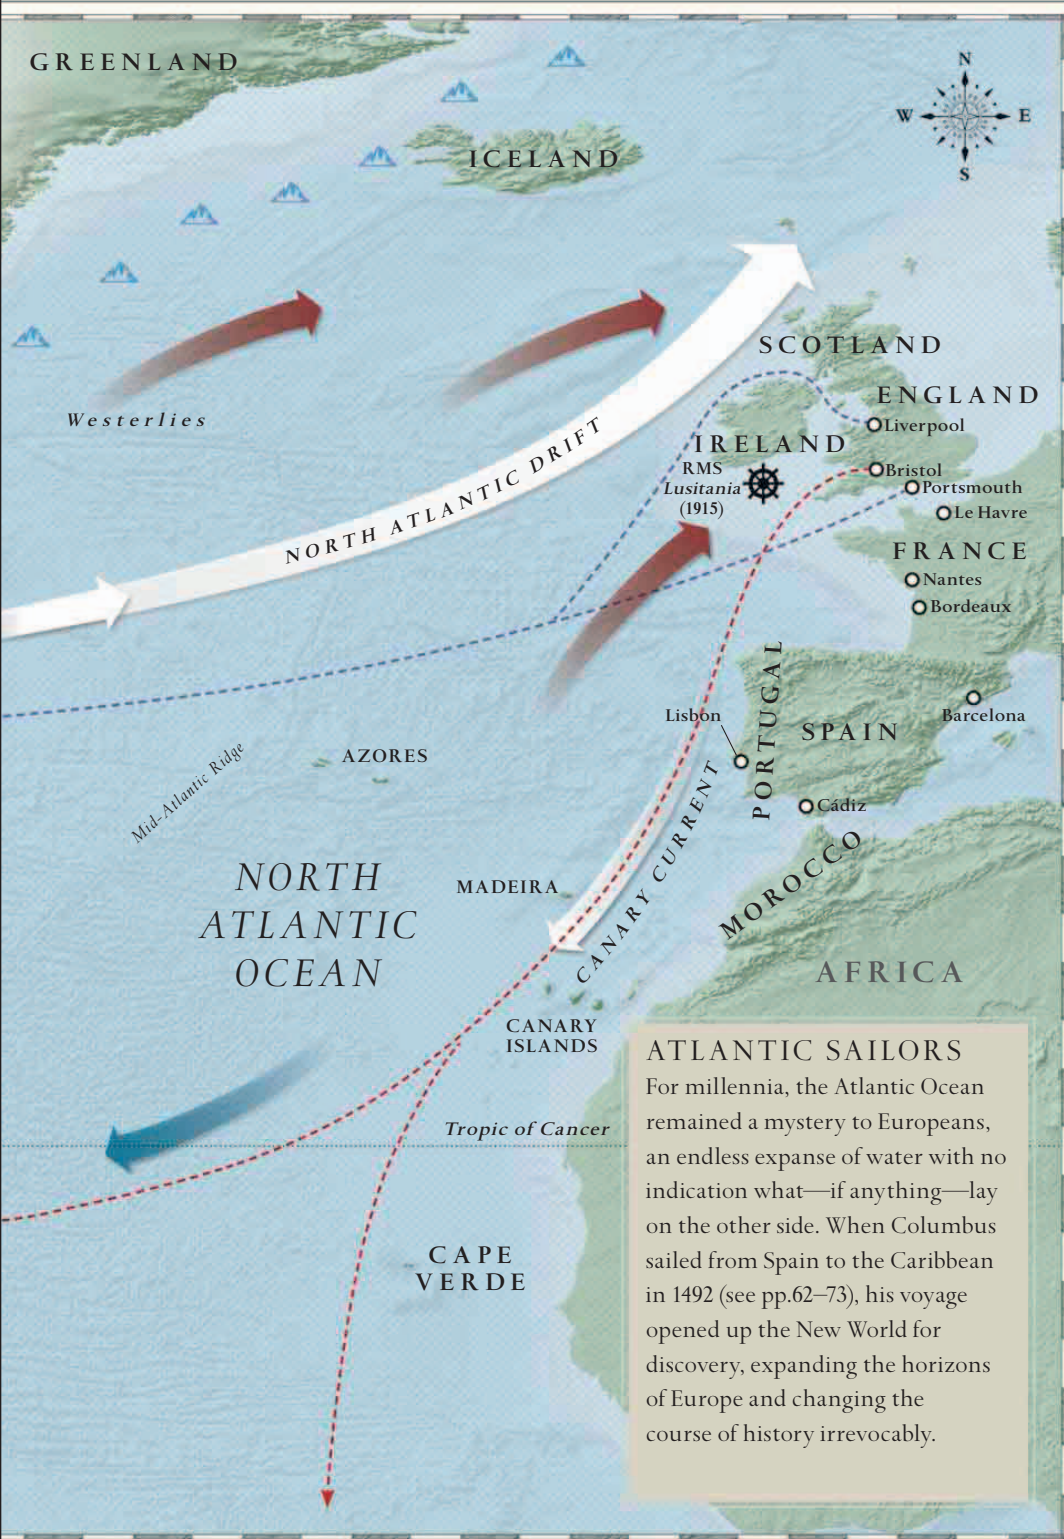 GREENLAND
N
W
E
S
ICELAND
SCOTLAND
ENGLAND
Westerlies
Liverpool
NORTH ATLANTIC DRIFT
IRELAND
RMS
Lusitania
(1915)
Bristol
Portsmouth
Le Havre
FRANCE
Nantes
Bordeaux
Lisbon
PORTUGAL
SPAIN
Barcelona
Mid-Atlantic Ridge
AZORES
Cádiz
CANARY CURRENT
MOROCCO
NORTH
ATLANTIC
OCEAN
MADEIRA
AFRICA
CANARY
ISLANDS
Tropic of Cancer
CAPE
VERDE
ATLANTIC SAILORS
For millennia, the Atlantic Ocean
remained a mystery to Europeans,
an endless expanse of water with no
indication what—if anything—lay
on the other side. When Columbus
sailed from Spain to the Caribbean
in 1492 (see pp.62–73), his voyage
opened up the New World for
discovery, expanding the horizons
of Europe and changing the
course of history irrevocably.